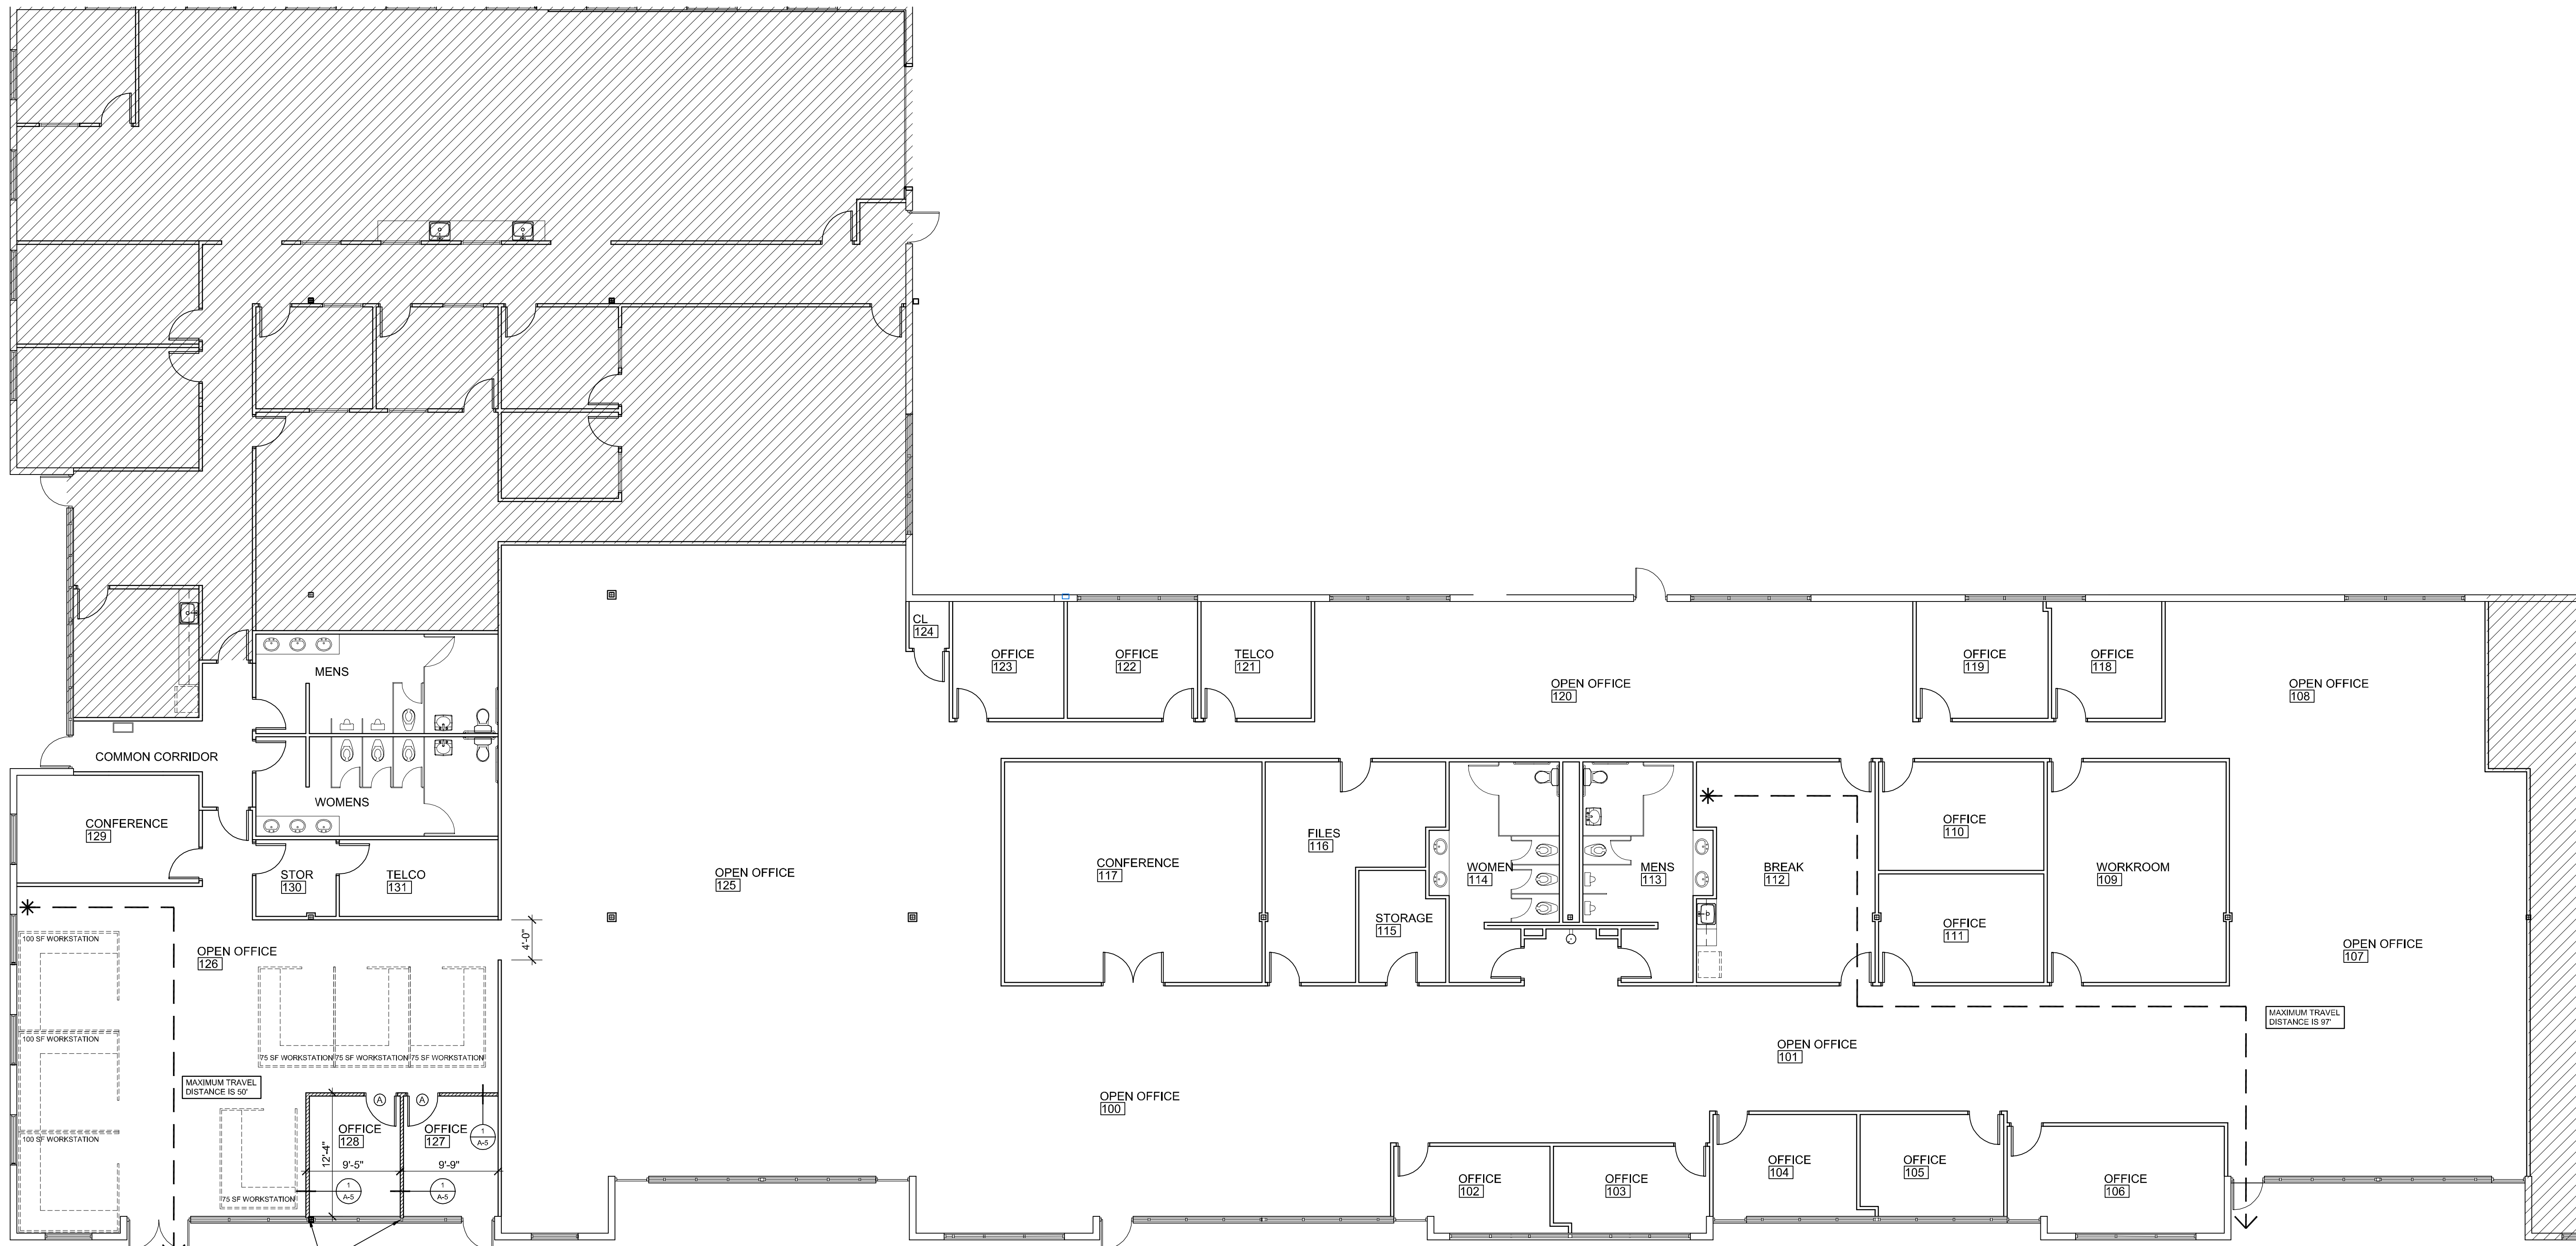 MENS
WOMENS
COMMON CORRIDOR
CONFERENCE
129
STOR
130
TELCO
131
OPEN OFFICE
126
100 SF WORKSTATION
100 SF WORKSTATION
100 SF WORKSTATION
75 SF WORKSTATION
75 SF WORKSTATION
75 SF WORKSTATION
75 SF WORKSTATION
MAXIMUM TRAVEL
DISTANCE IS 50'
A
A
OFFICE
128
OFFICE
127
1
A-5
12'-4"
9'-5"
9'-9"
1
A-5
1
A-5
4'-0"
OPEN OFFICE
125
CL
124
OFFICE
123
OFFICE
122
TELCO
121
OPEN OFFICE
120
OFFICE
119
OFFICE
118
OPEN OFFICE
108
CONFERENCE
117
FILES
116
STORAGE
115
WOMEN
114
MENS
113
BREAK
112
OFFICE
110
OFFICE
111
WORKROOM
109
OPEN OFFICE
107
MAXIMUM TRAVEL
DISTANCE IS 97'
OPEN OFFICE
101
OPEN OFFICE
100
OFFICE
102
OFFICE
103
OFFICE
104
OFFICE
105
OFFICE
106